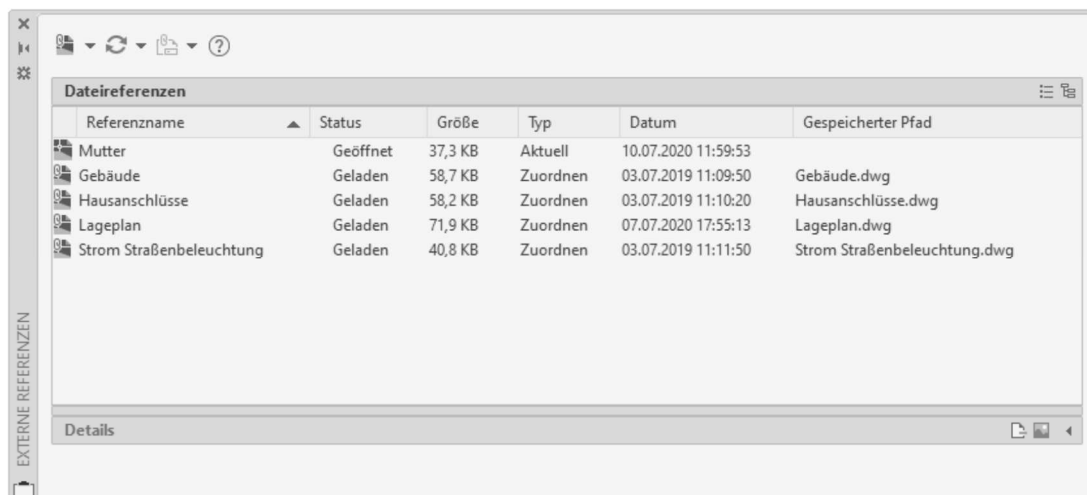 Dateireferenzen
Referenzname Status Größe Typ Datum Gespeicherter Pfad
Mutter Geöffnet 37,3 KB Aktuell 10.07.2020 11:59:53
Gebäude Geladen 58,7 KB Zuordnen 03.07.2019 11:09:50 Gebäude.dwg
Hausanschlüsse Geladen 58,2 KB Zuordnen 03.07.2019 11:10:20 Hausanschlüsse.dwg
Lageplan Geladen 71,9 KB Zuordnen 07.07.2020 17:55:13 Lageplan.dwg
Strom Straßenbeleuchtung Geladen 40,8 KB Zuordnen 03.07.2019 11:11:50 Strom Straßenbeleuchtung.dwg
EXTERNE REFERENZEN
Details